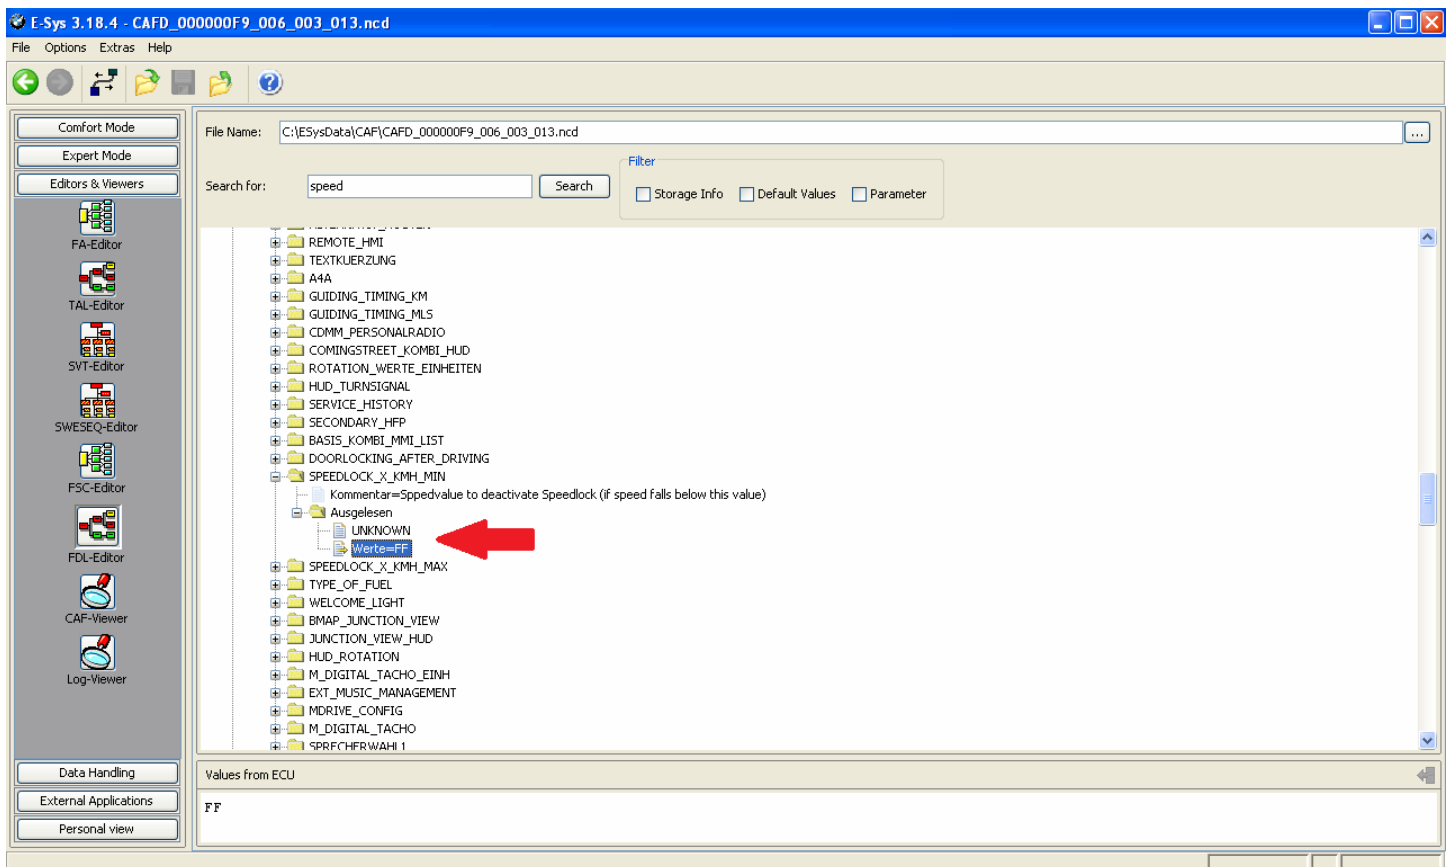 E-Sys 3.18.4 - CAFD_000000F9_006_003_013.ncd
File Options Extras Help
Comfort Mode
Expert Mode
Editors & Viewers
FA-Editor
TAL-Editor
SVT-Editor
SWESEQ-Editor
FSC-Editor
FDL-Editor
CAF-Viewer
Log-Viewer
Data Handling
External Applications
Personal view
File Name: C:\ESysData\CAF\CAFD_000000F9_006_003_013.ncd ...
Search for: speed Search
Filter
Storage Info Default Values Parameter
REMOTE_HMI
TEXTKUERZUNG
A4A
GUIDING_TIMING_KM
GUIDING_TIMING_MLS
CDMM_PERSONALRADIO
COMINGSTREET_KOMBI_HUD
ROTATION_WERTE_EINHEITEN
HUD_TURNSIGNAL
SERVICE_HISTORY
SECONDARY_HFP
BASIS_KOMBI_MMI_LIST
DOORLOCKING_AFTER_DRIVING
SPEEDLOCK_X_KMH_MIN
Kommentar=Sppedvalue to deactivate Speedlock (if speed falls below this value)
Ausgelesen
UNKNOWN
Werte=FF
SPEEDLOCK_X_KMH_MAX
TYPE_OF_FUEL
WELCOME_LIGHT
BMAP_JUNCTION_VIEW
JUNCTION_VIEW_HUD
HUD_ROTATION
M_DIGITAL_TACHO_EINH
EXT_MUSIC_MANAGEMENT
MDRIVE_CONFIG
M_DIGITAL_TACHO
SPRECHERWAHL1
Values from ECU
FF